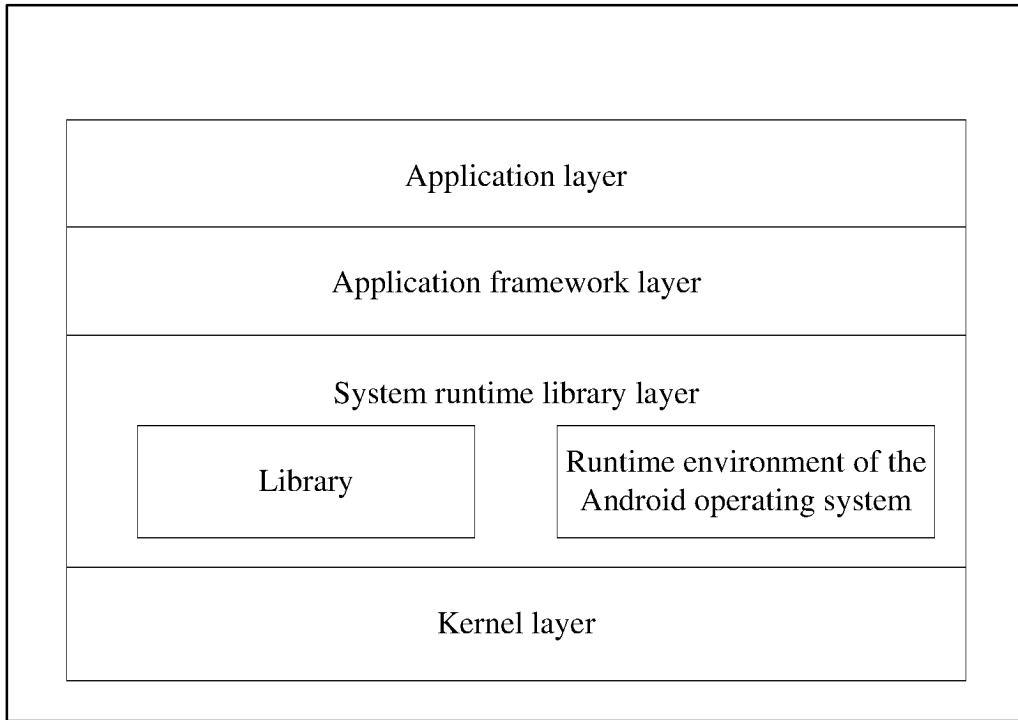 Application layer
Application framework layer
System runtime library layer
Library
Runtime environment of the
Android operating system
Kernel layer